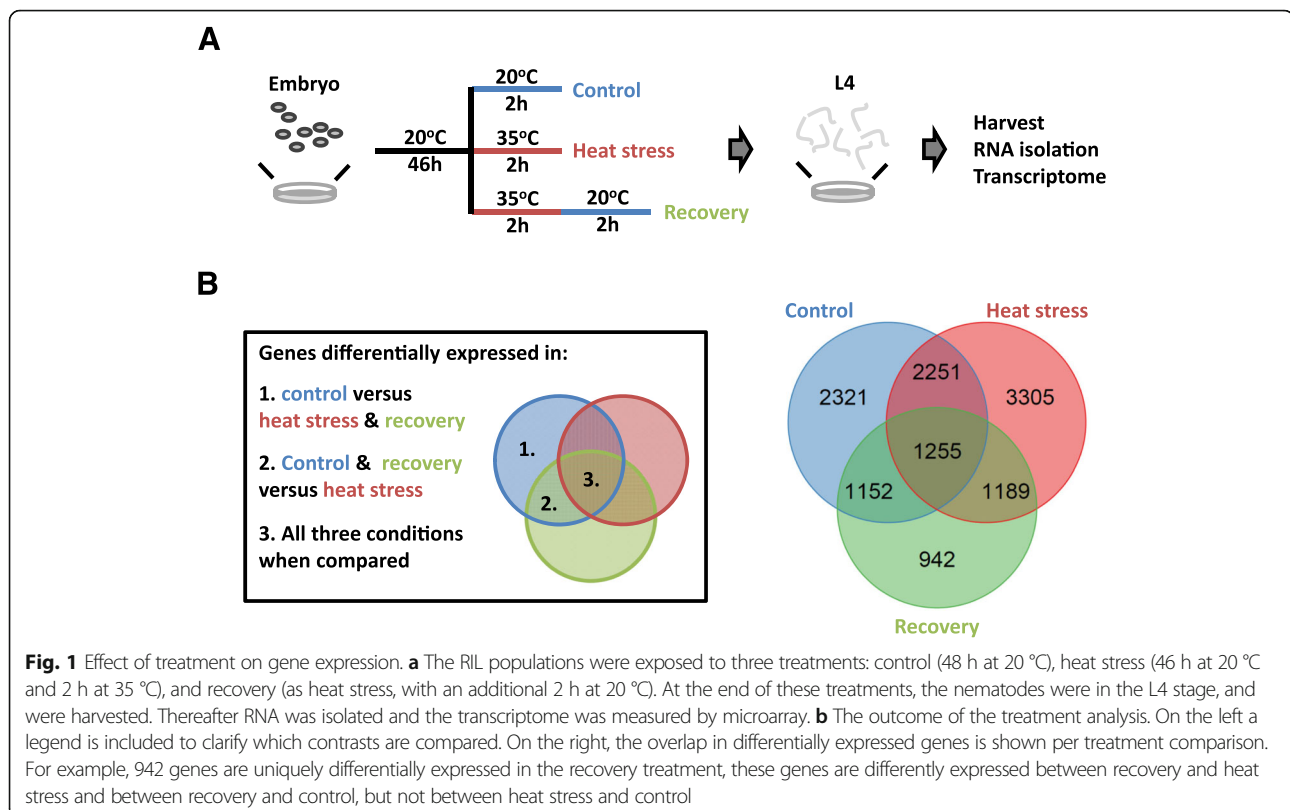 A
Embryo
20°C
46h
20°C
2h
Control
35°C
2h
Heat stress
35°C
2h
20°C
2h
Recovery
L4
Harvest
RNA isolation
Transcriptome
B
Genes differentially expressed in:
1. control versus
heat stress & recovery
2. Control & recovery
versus heat stress
3. All three conditions
when compared
1.
2.
3.
Control
Heat stress
2321
2251
3305
1255
1152
1189
942
Recovery
Fig. 1 Effect of treatment on gene expression. a The RIL populations were exposed to three treatments: control (48 h at 20 °C), heat stress (46 h at 20 °C
and 2 h at 35 °C), and recovery (as heat stress, with an additional 2 h at 20 °C). At the end of these treatments, the nematodes were in the L4 stage, and
were harvested. Thereafter RNA was isolated and the transcriptome was measured by microarray. b The outcome of the treatment analysis. On the left a
legend is included to clarify which contrasts are compared. On the right, the overlap in differentially expressed genes is shown per treatment comparison.
For example, 942 genes are uniquely differentially expressed in the recovery treatment, these genes are differently expressed between recovery and heat
stress and between recovery and control, but not between heat stress and control